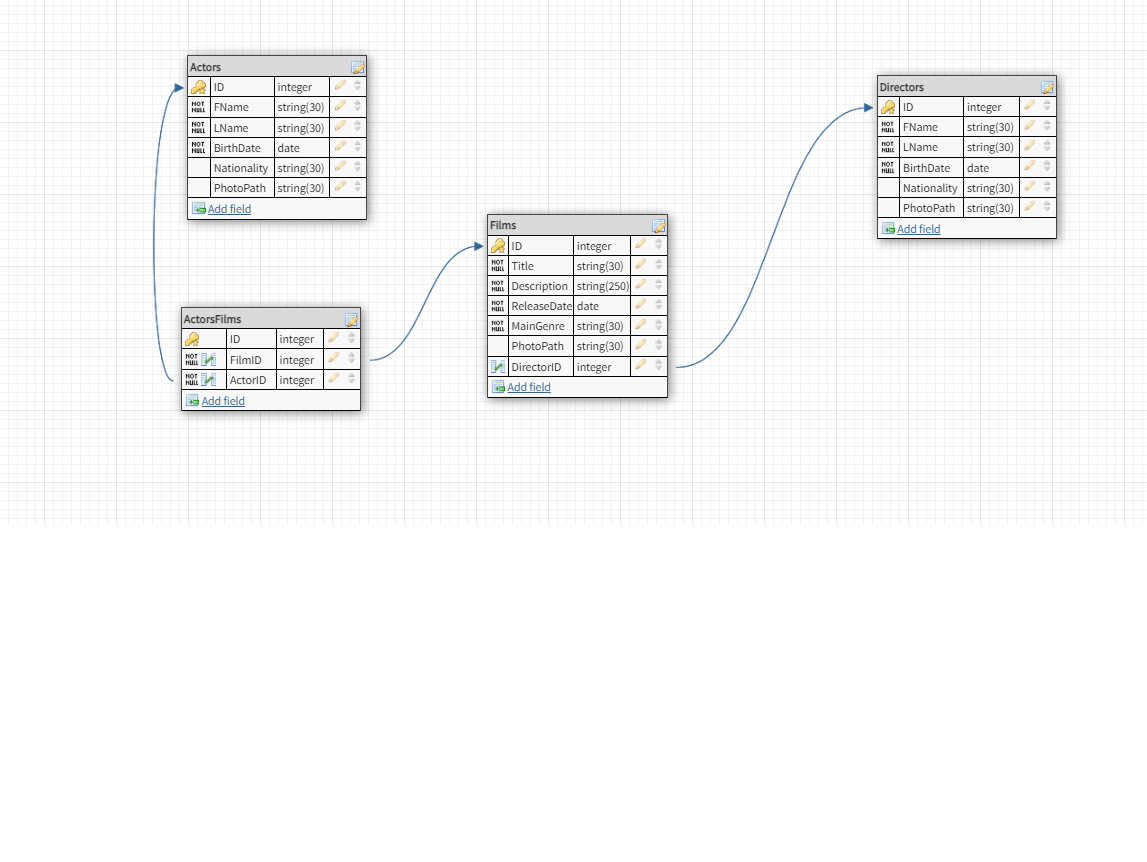 Actors
ID integer
NOT NULL FName string(30)
NOT NULL LName string(30)
NOT NULL BirthDate date
Nationality string(30)
PhotoPath string(30)
Add field
Directors
ID integer
NOT NULL FName string(30)
NOT NULL LName string(30)
NOT NULL BirthDate date
Nationality string(30)
PhotoPath string(30)
Add field
Films
ID integer
NOT NULL Title string(30)
NOT NULL Description string(250)
NOT NULL ReleaseDate date
NOT NULL MainGenre string(30)
PhotoPath string(30)
DirectorID integer
Add field
ActorsFilms
ID integer
NOT NULL FilmID integer
NOT NULL ActorID integer
Add field